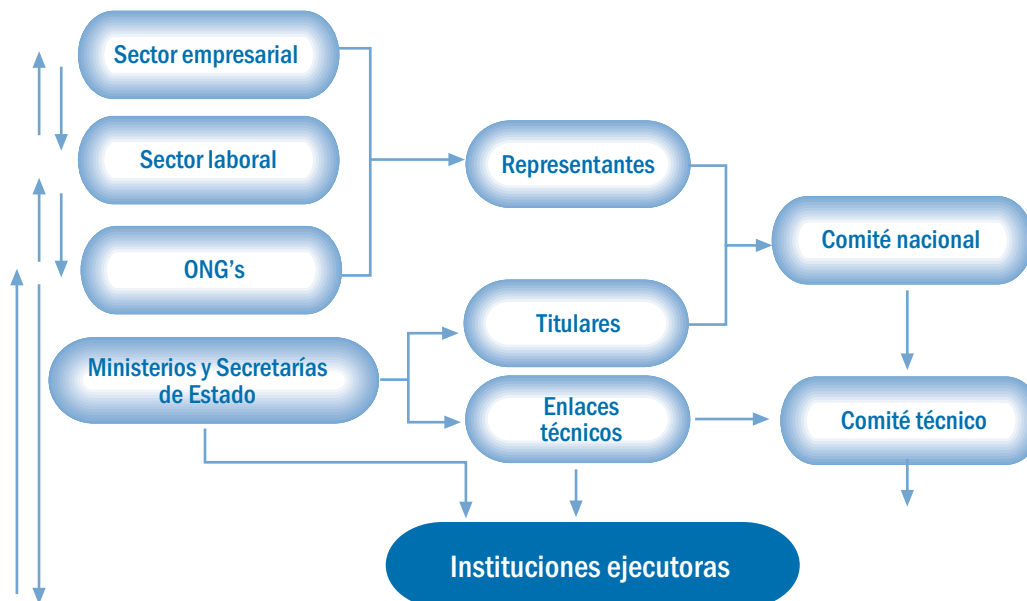 Sector empresarial
Sector laboral
ONG's
Ministerios y Secretarías
de Estado
Representantes
Titulares
Enlaces
técnicos
Comité nacional
Comité técnico
Instituciones ejecutoras